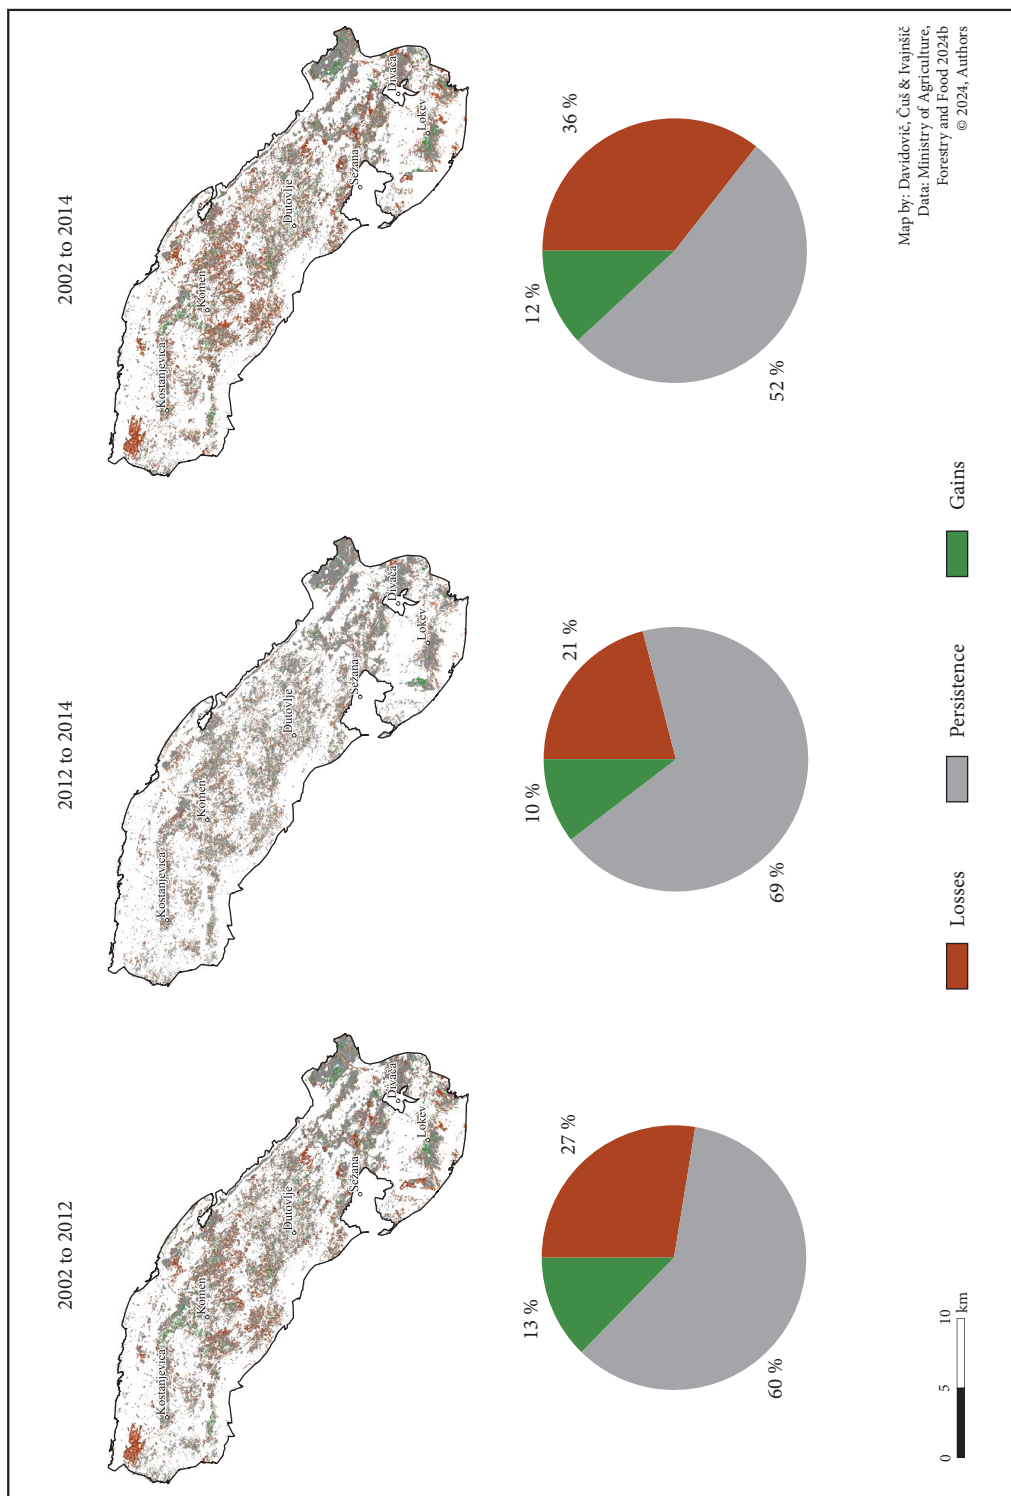 2002 to 2012
2012 to 2014
2002 to 2014
Kostanjevica
Komen
Dutovlje
Sežana
Divača
Lokev
Kostanjevica
Komen
Dutovlje
Sežana
Divača
Lokev
Kostanjevica
Komen
Dutovlje
Sežana
Divača
Lokev
13 %
27 %
60 %
10 %
21 %
69 %
12 %
36 %
52 %
0 5 10
km
Losses
Persistence
Gains
Map by: Davidovič, Čuš & Ivajnšič
Data: Ministry of Agriculture,
Forestry and Food 2024b
© 2024, Authors